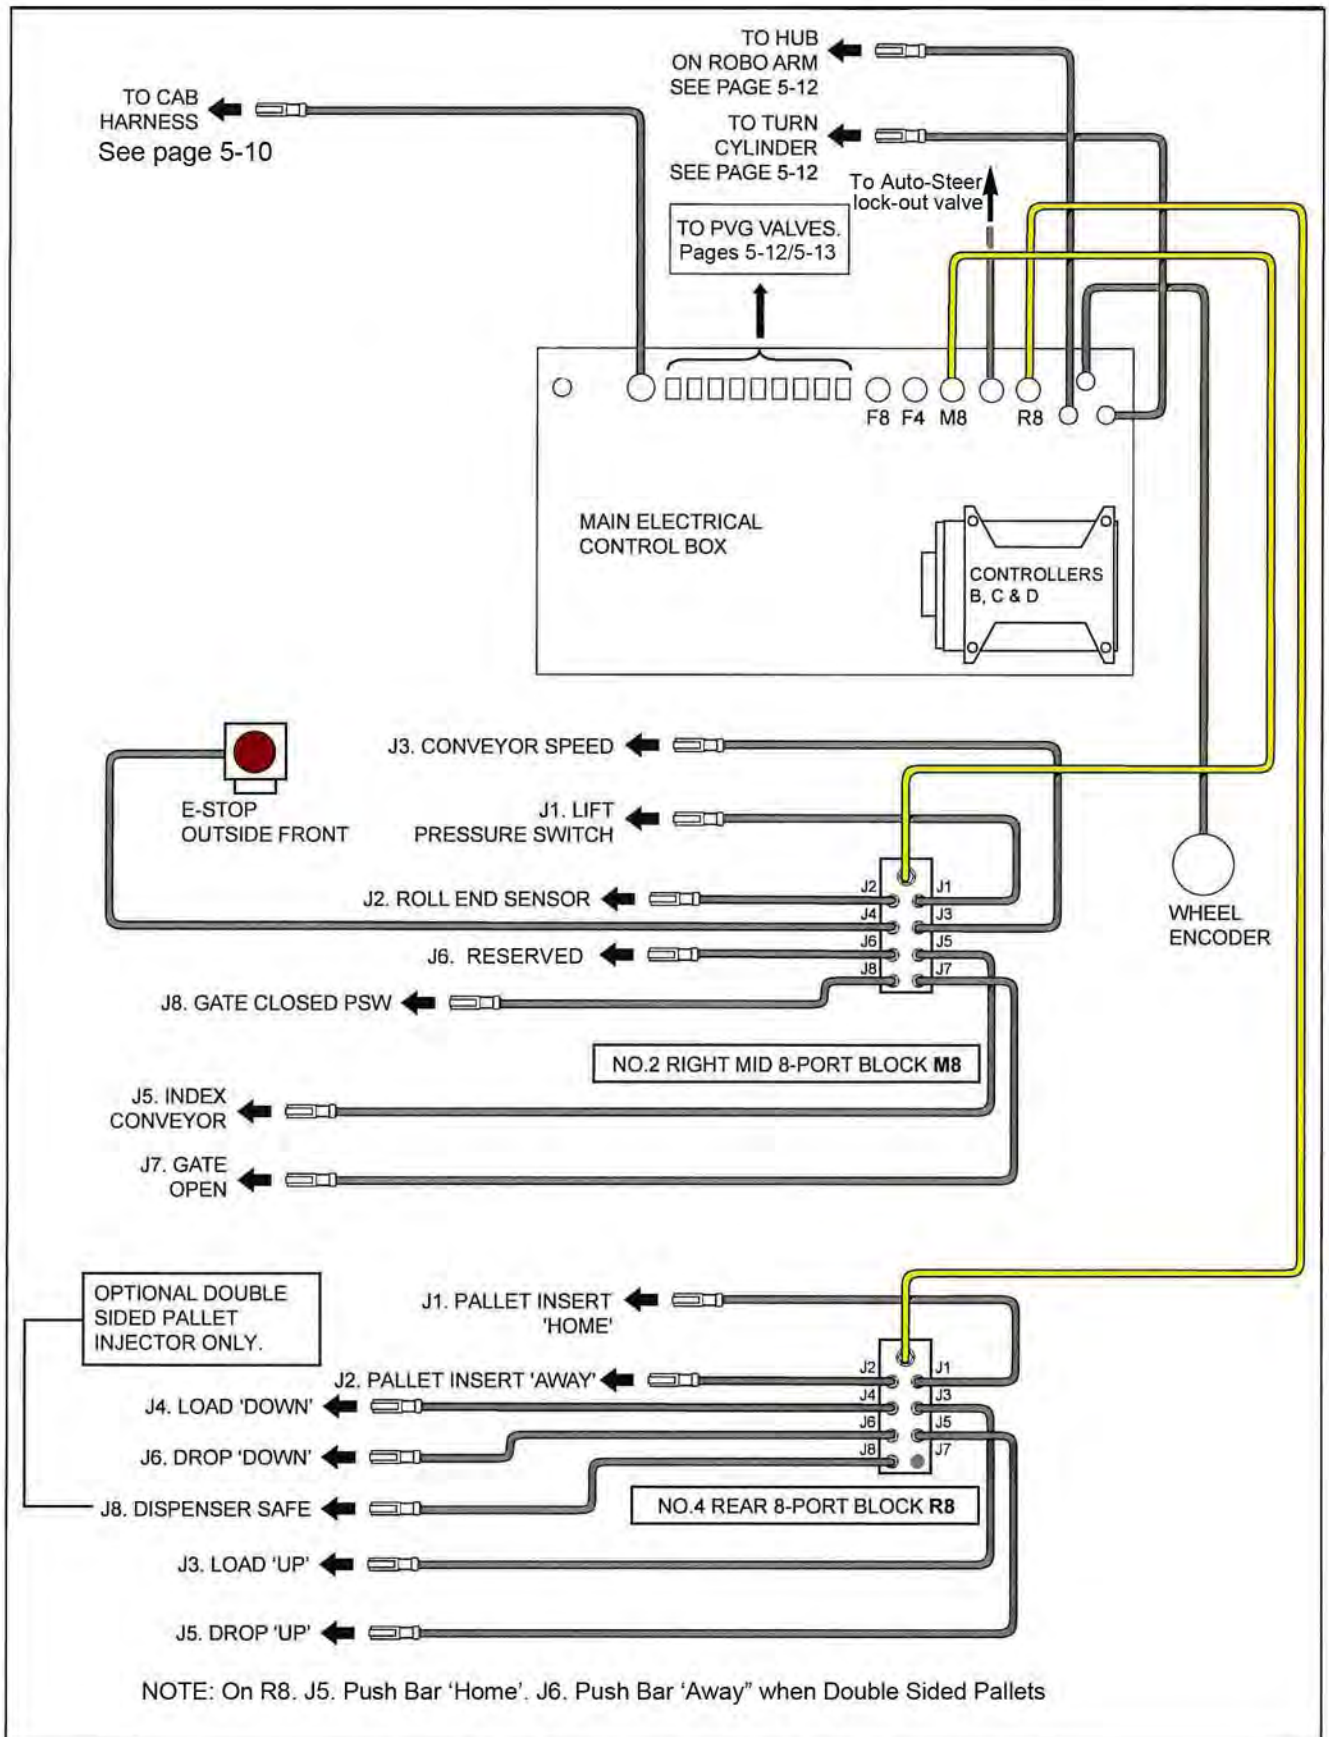 TO HUB
ON ROBO ARM
SEE PAGE 5-12
TO CAB
HARNESS
See page 5-10
TO TURN
CYLINDER
SEE PAGE 5-12
To Auto-Steer
lock-out valve
TO PVG VALVES.
Pages 5-12/5-13
F8 F4 M8 R8
MAIN ELECTRICAL
CONTROL BOX
CONTROLLERS
B, C & D
J3. CONVEYOR SPEED
E-STOP
OUTSIDE FRONT
J1. LIFT
PRESSURE SWITCH
J2 J1
J2. ROLL END SENSOR
J4 J3
WHEEL
ENCODER
J6 J5
J6. RESERVED
J8 J7
J8. GATE CLOSED PSW
NO.2 RIGHT MID 8-PORT BLOCK M8
J5. INDEX
CONVEYOR
J7. GATE
OPEN
OPTIONAL DOUBLE
SIDED PALLET
INJECTOR ONLY.
J1. PALLET INSERT
'HOME'
J2 J1
J2. PALLET INSERT 'AWAY'
J4 J3
J4. LOAD 'DOWN'
J6 J5
J6. DROP 'DOWN'
J8 J7
J8. DISPENSER SAFE
NO.4 REAR 8-PORT BLOCK R8
J3. LOAD 'UP'
J5. DROP 'UP'
NOTE: On R8. J5. Push Bar ‘Home’. J6. Push Bar ‘Away” when Double Sided Pallets